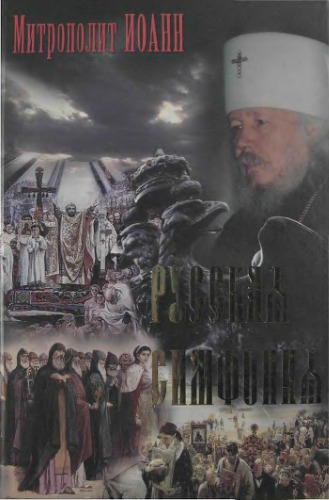 Митрополит ИОАНН
РУССКАЯ
СИМФОНИЯ